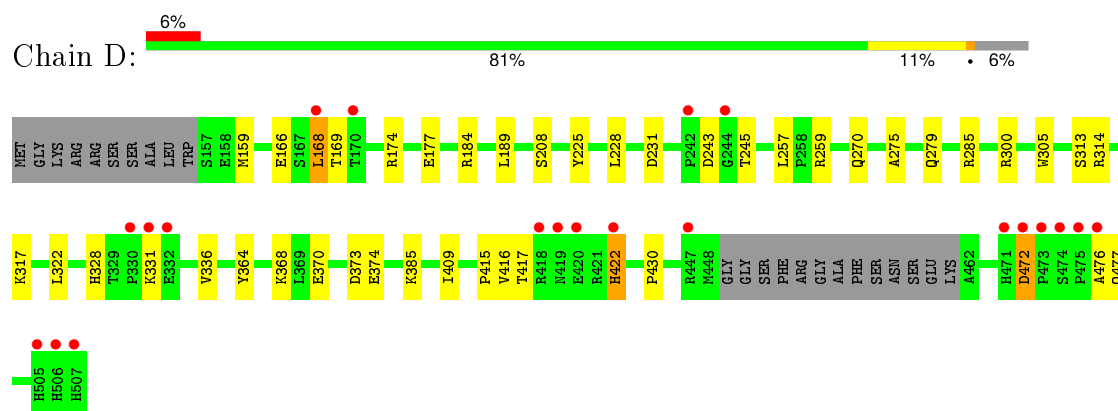 6%
Chain D:
81% 11% • 6%
MET GLY LYS ARG ARG SER SER ALA LEU TRP S157 E158 M159 E166 S167 L168 T169 T170 R174 E177 R184 L189 S208 Y225 L228 D231 P242 D243 G244 T245 L257 P258 R259 Q270 A275 Q279 R285 R300 W305 S313 R314
K317 L322 H328 T329 P330 K331 E332 V336 Y364 K368 L369 E370 D373 E374 K385 I409 P415 V416 T417 R418 N419 E420 R421 H422 P430 R447 M448 GLY GLY SER PHE ARG GLY ALA PHE SER ASN SER GLU LYS A462 H471 D472 P473 S474 P475 A476 Q477
H505 H506 H507